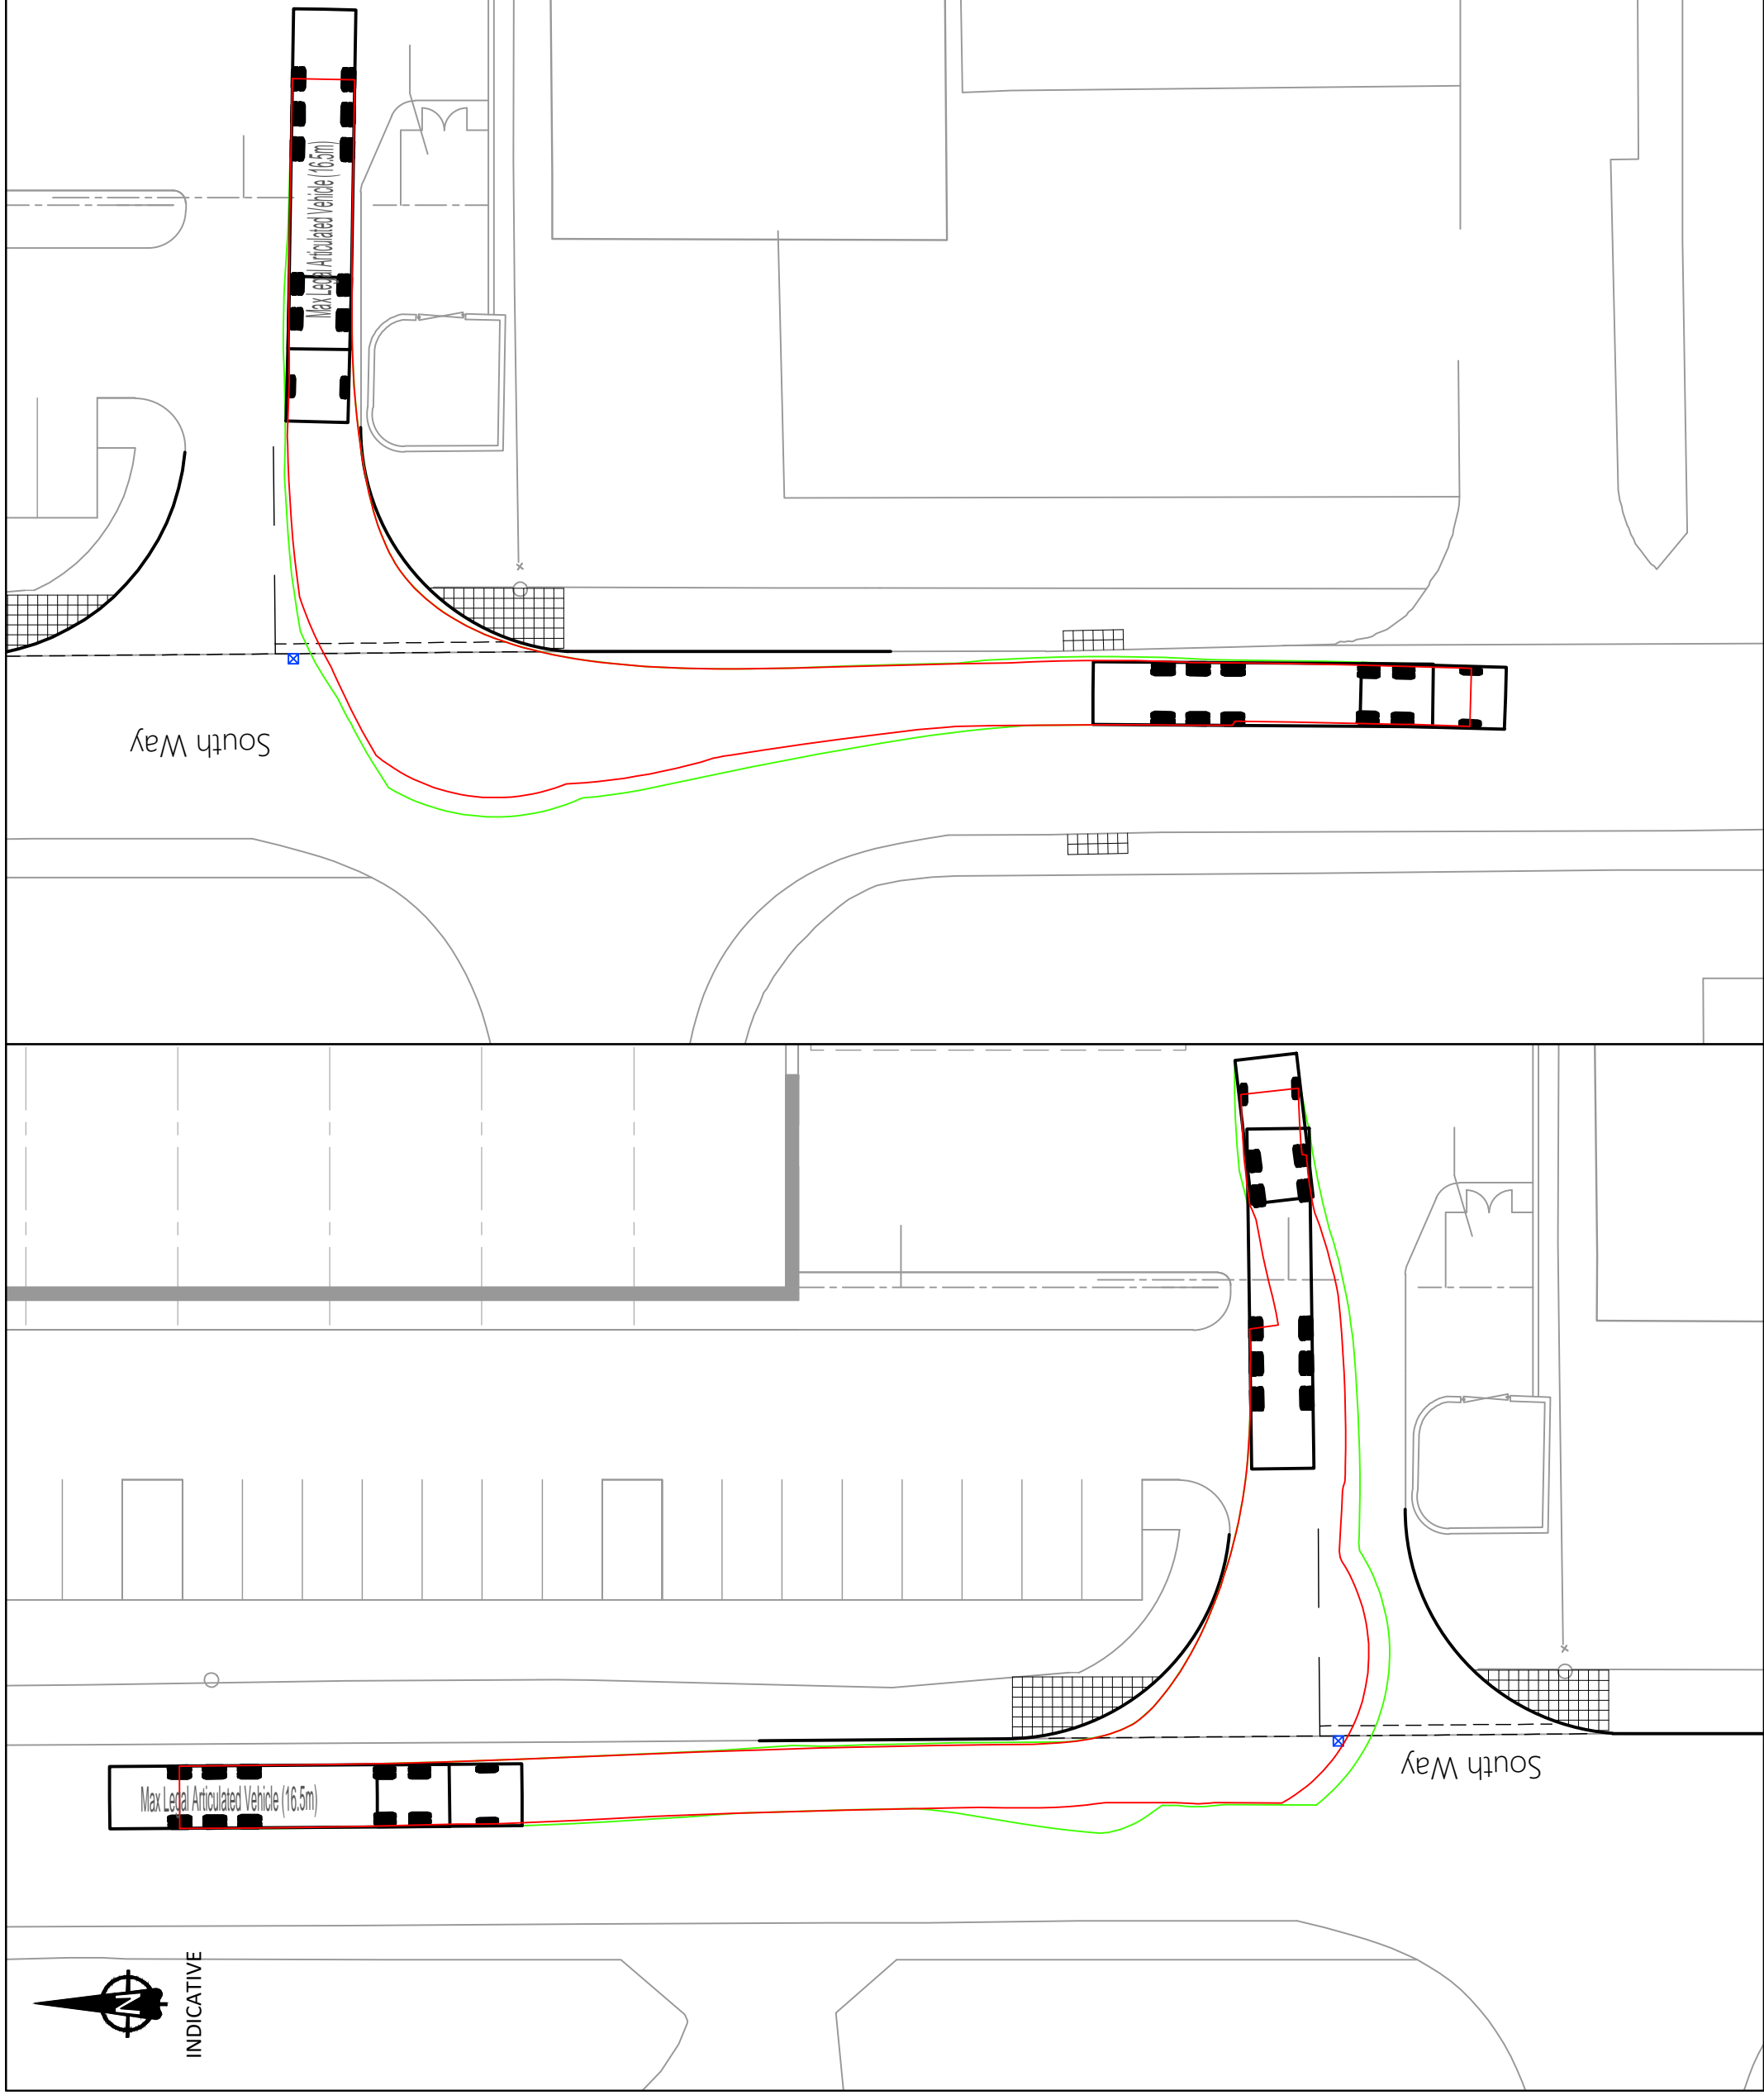 Max Legal Articulated Vehicle (16.5m)
South Way
Max Legal Articulated Vehicle (16.5m)
South
Way
N
INDICATIVE